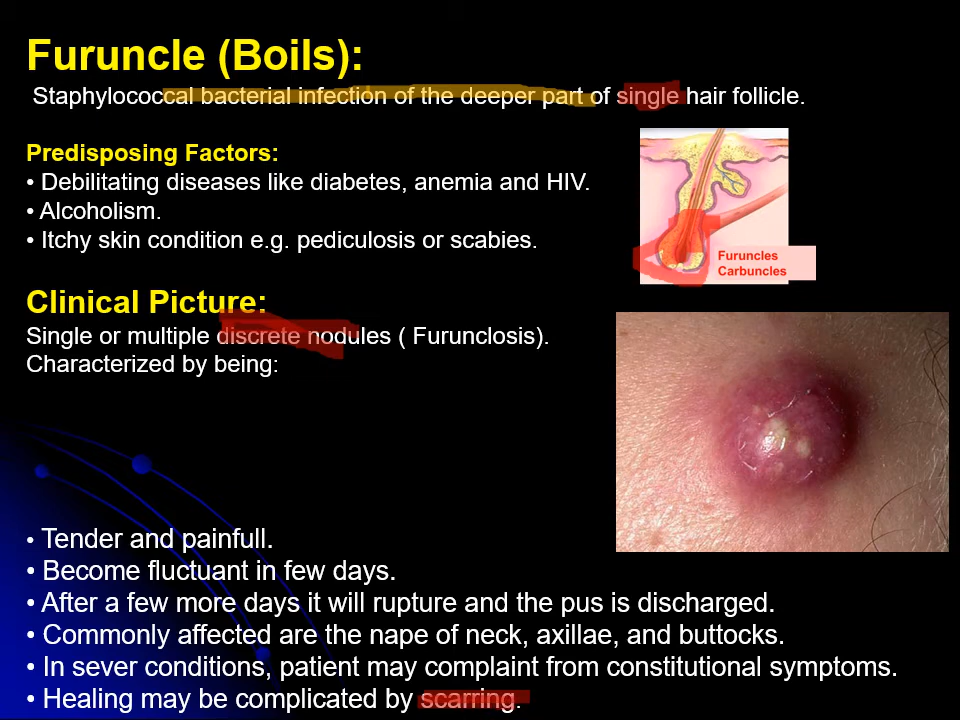 Furuncle (Boils):
Staphylococcal bacterial infection of the deeper part of single hair follicle.
Predisposing Factors:
• Debilitating diseases like diabetes, anemia and HIV.
• Alcoholism.
• Itchy skin condition e.g. pediculosis or scabies.
Furuncles
Carbuncles
Clinical Picture:
Single or multiple discrete nodules ( Furunclosis).
Characterized by being:
• Tender and painfull.
• Become fluctuant in few days.
• After a few more days it will rupture and the pus is discharged.
• Commonly affected are the nape of neck, axillae, and buttocks.
• In sever conditions, patient may complaint from constitutional symptoms.
• Healing may be complicated by scarring.